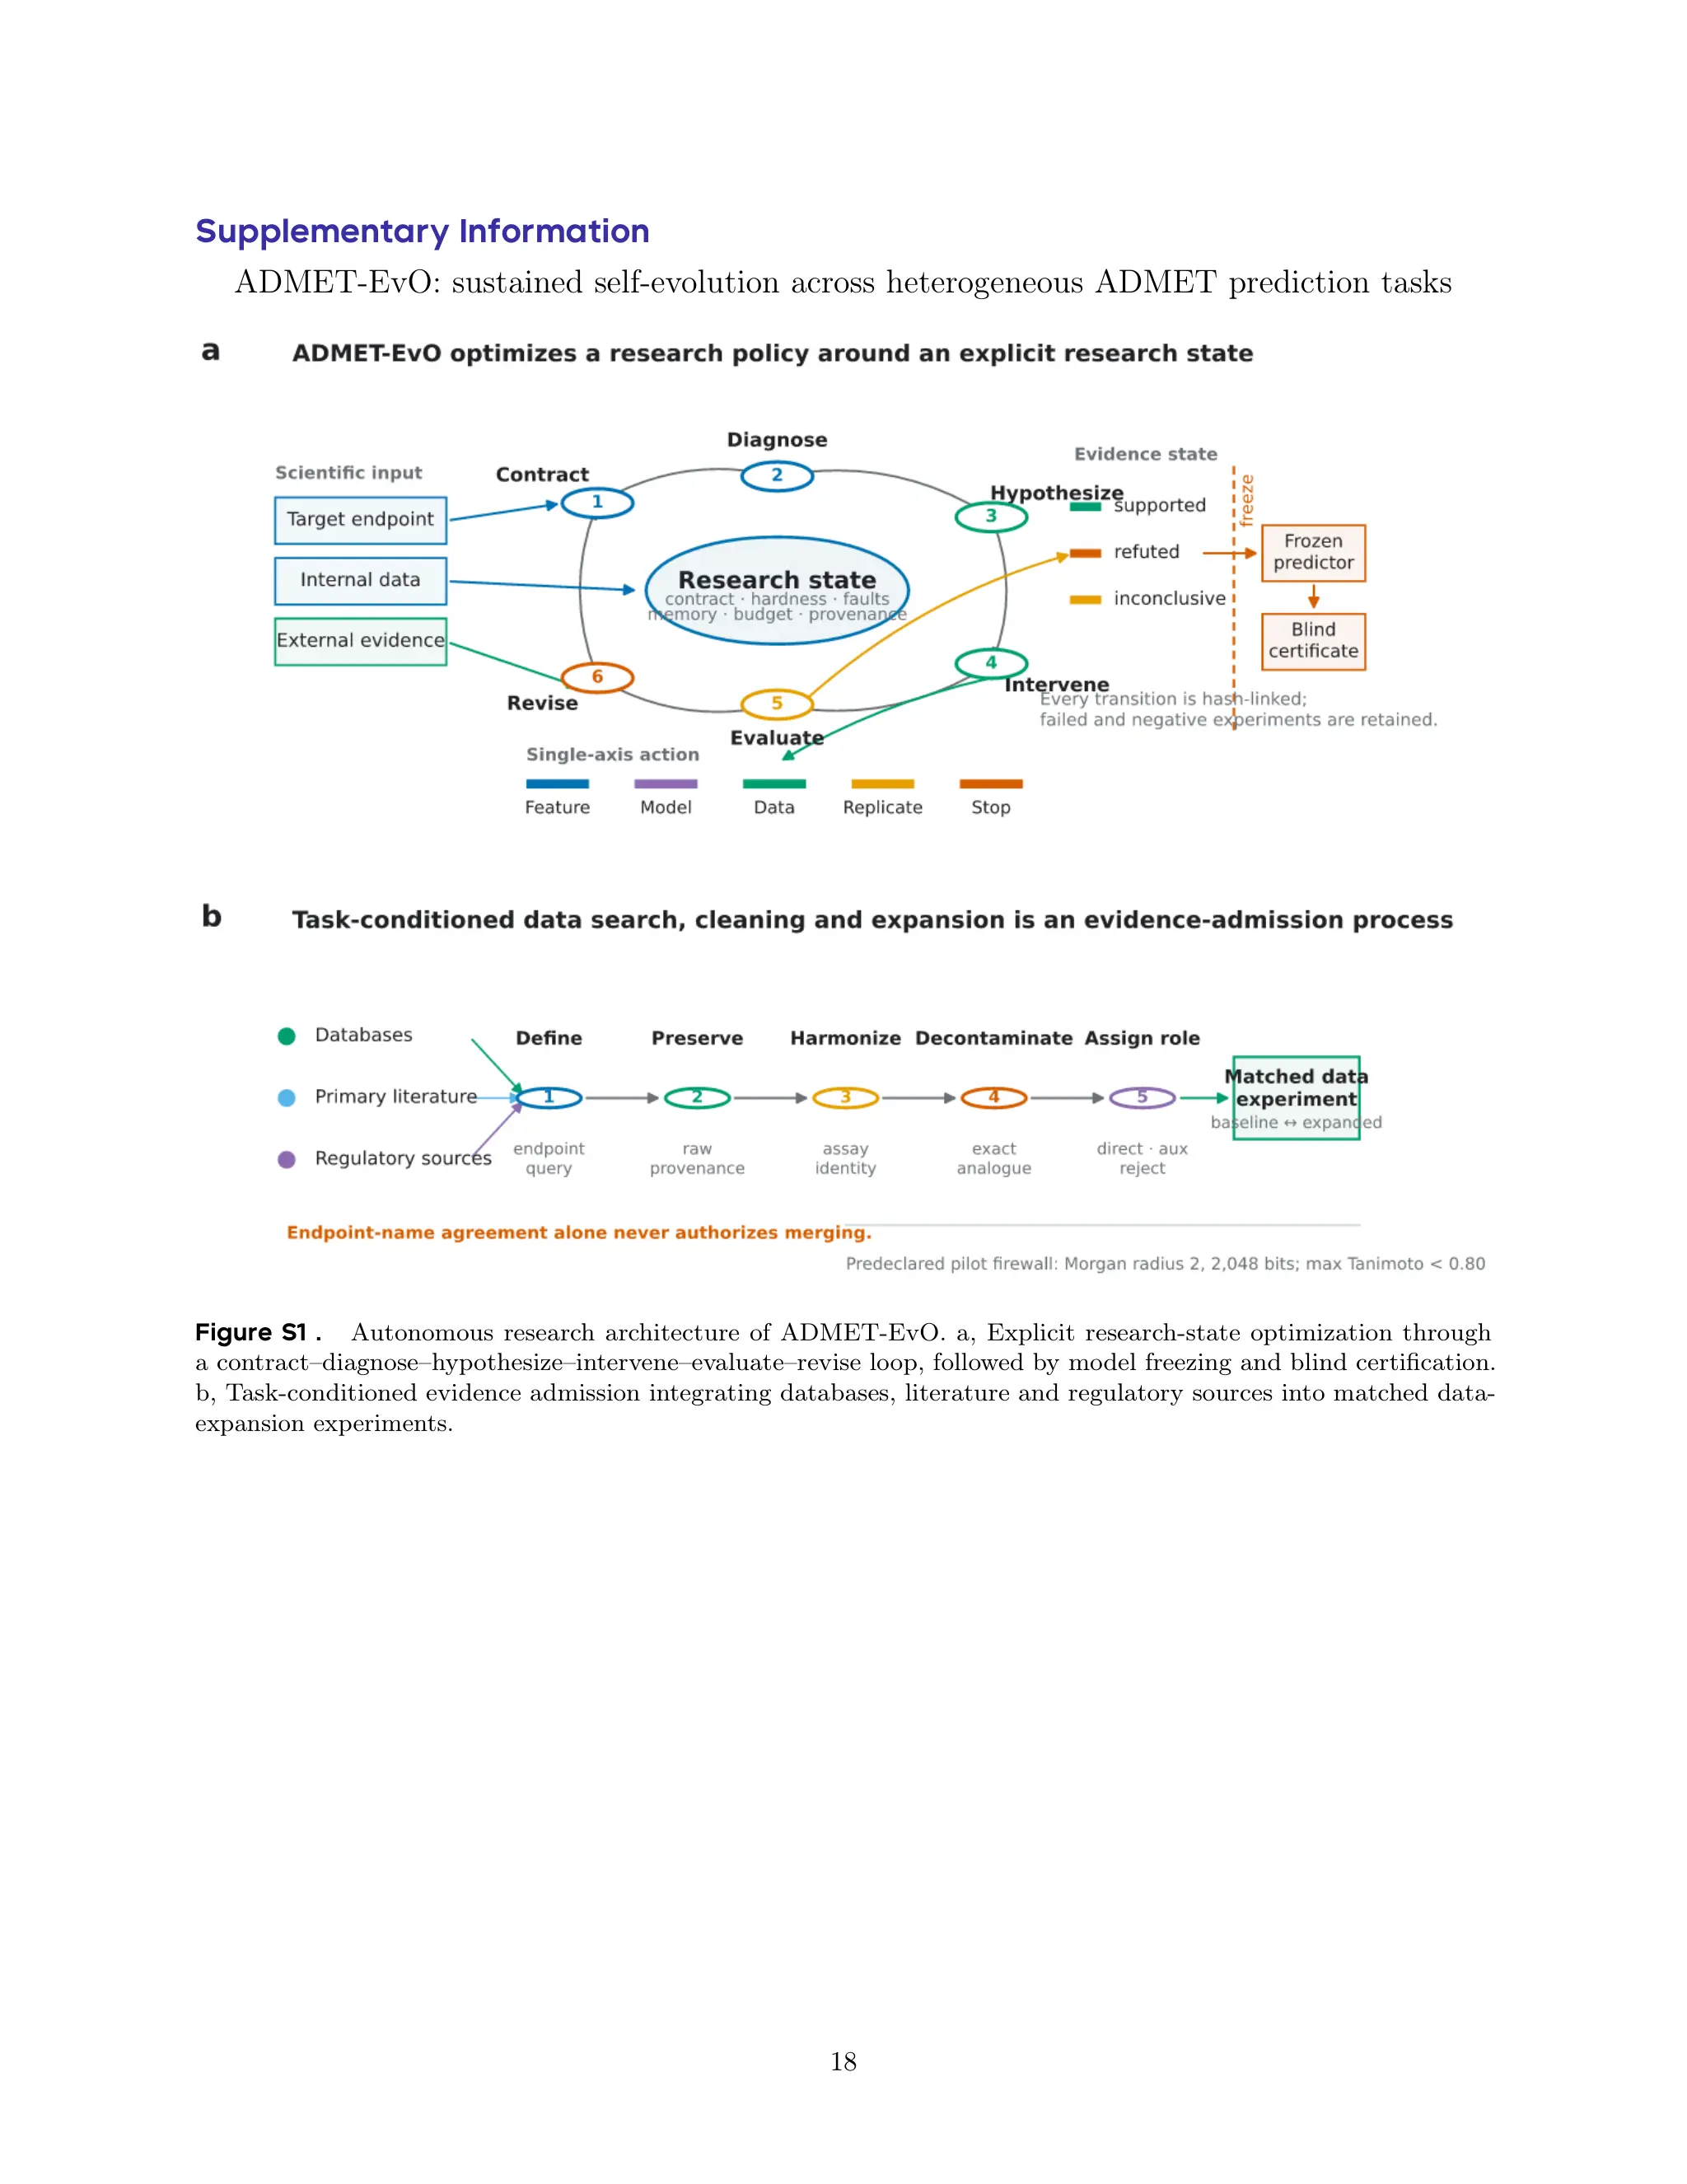 Supplementary Information
ADMET-EvO: sustained self-evolution across heterogeneous ADMET prediction tasks
a
ADMET-EvO optimizes a research policy around an explicit research state
Scientific input
Target endpoint
Internal data
External evidence
Contract
1
Diagnose
2
Hypothesize
3
Research state
contract · hardness · faults
memory · budget · provenance
4
Intervene
5
Evaluate
6
Revise
Evidence state
supported
refuted
inconclusive
freeze
Frozen
predictor
Blind
certificate
Every transition is hash-linked;
failed and negative experiments are retained.
Single-axis action
Feature
Model
Data
Replicate
Stop
b
Task-conditioned data search, cleaning and expansion is an evidence-admission process
Databases
Primary literature
Regulatory sources
Define
1
endpoint
query
Preserve
2
raw
provenance
Harmonize
3
assay
identity
Decontaminate
4
exact
analogue
Assign role
5
direct · aux
reject
Matched data
experiment
baseline ↔ expanded
Endpoint-name agreement alone never authorizes merging.
Predeclared pilot firewall: Morgan radius 2, 2,048 bits; max Tanimoto < 0.80
Figure S1 . Autonomous research architecture of ADMET-EvO. a, Explicit research-state optimization through
a contract–diagnose–hypothesize–intervene–evaluate–revise loop, followed by model freezing and blind certification.
b, Task-conditioned evidence admission integrating databases, literature and regulatory sources into matched data-
expansion experiments.
18